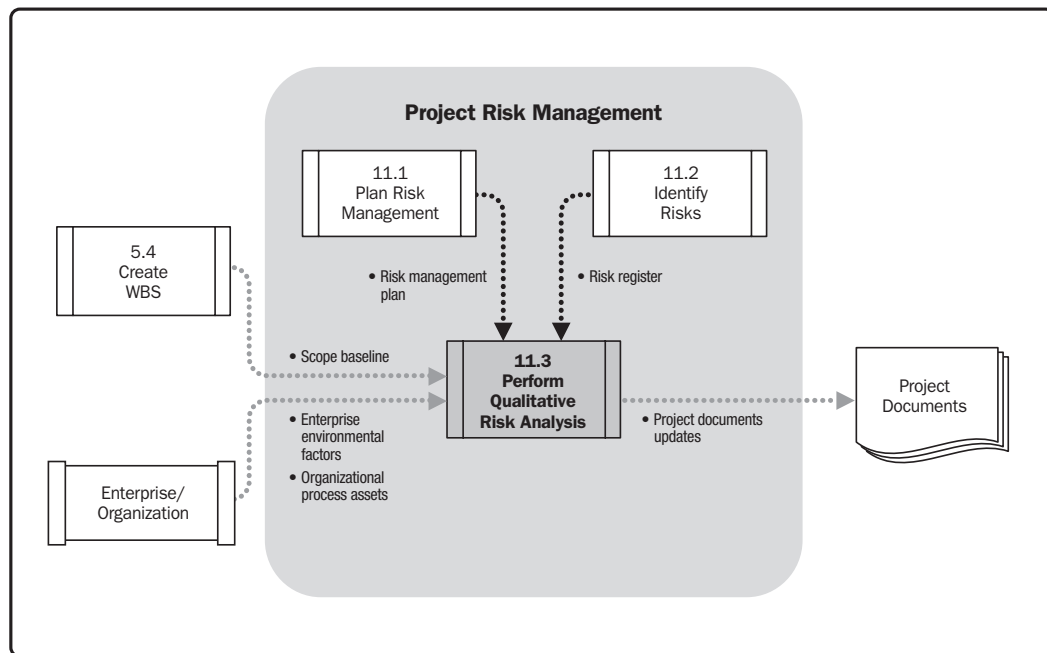 Project Risk Management
11.1
Plan Risk
Management
11.2
Identify
Risks
5.4
Create
WBS
• Risk management
plan
• Risk register
• Scope baseline
11.3
Perform
Qualitative
Risk Analysis
Project
Documents
• Enterprise
environmental
factors
• Organizational
process assets
• Project documents
updates
Enterprise/
Organization